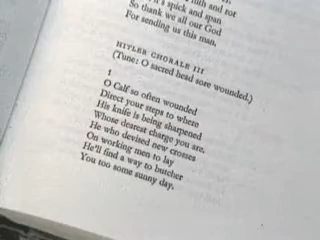 it's spick and span
So thank we all our God
For sending us this man.
HITLER CHORALE III
(Tune: O sacred head sore wounded.)
1
O Calf so often wounded
Direct your steps to where
His knife is being sharpened
Whose dearest charge you are.
He who devised new crosses
On working men to lay
He'll find a way to butcher
You too some sunny day.